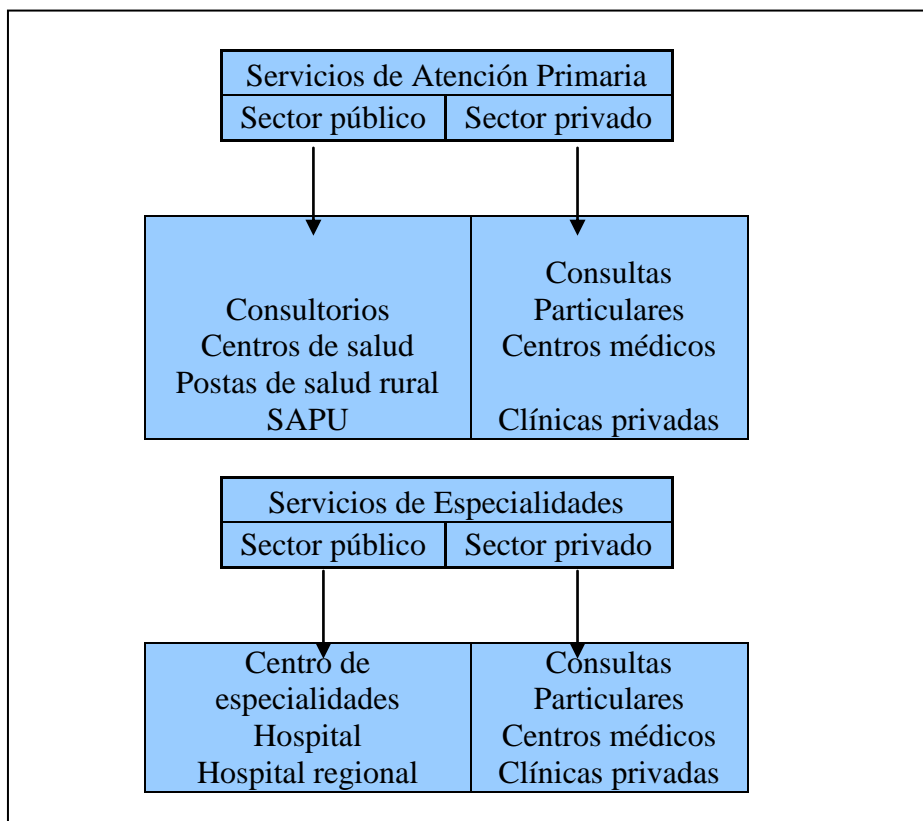 Servicios de Atención Primaria
Sector público
Sector privado
Consultorios
Centros de salud
Postas de salud rural
SAPU
Consultas
Particulares
Centros médicos
Clínicas privadas
Servicios de Especialidades
Sector público
Sector privado
Centro de
especialidades
Hospital
Hospital regional
Consultas
Particulares
Centros médicos
Clínicas privadas